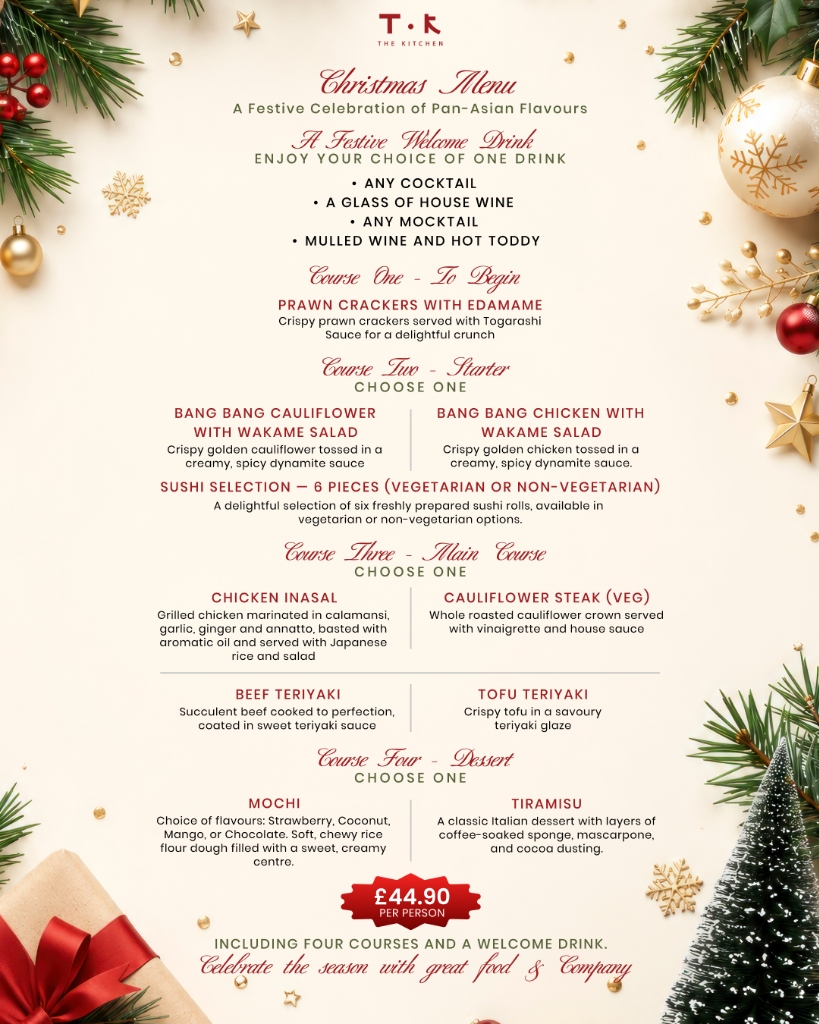 T·K
THE KITCHEN
Christmas Menu
A Festive Celebration of Pan-Asian Flavours
A Festive Welcome Drink
ENJOY YOUR CHOICE OF ONE DRINK
• ANY COCKTAIL
• A GLASS OF HOUSE WINE
• ANY MOCKTAIL
• MULLED WINE AND HOT TODDY
Course One - To Begin
PRAWN CRACKERS WITH EDAMAME
Crispy prawn crackers served with Togarashi
Sauce for a delightful crunch
Course Two - Starter
CHOOSE ONE
BANG BANG CAULIFLOWER
WITH WAKAME SALAD
Crispy golden cauliflower tossed in a
creamy, spicy dynamite sauce
BANG BANG CHICKEN WITH
WAKAME SALAD
Crispy golden chicken tossed in a
creamy, spicy dynamite sauce.
SUSHI SELECTION — 6 PIECES (VEGETARIAN OR NON-VEGETARIAN)
A delightful selection of six freshly prepared sushi rolls, available in
vegetarian or non-vegetarian options.
Course Three - Main Course
CHOOSE ONE
CHICKEN INASAL
Grilled chicken marinated in calamansi,
garlic, ginger and annatto, basted with
aromatic oil and served with Japanese
rice and salad
CAULIFLOWER STEAK (VEG)
Whole roasted cauliflower crown served
with vinaigrette and house sauce
BEEF TERIYAKI
Succulent beef cooked to perfection,
coated in sweet teriyaki sauce
TOFU TERIYAKI
Crispy tofu in a savoury
teriyaki glaze
Course Four - Dessert
CHOOSE ONE
MOCHI
Choice of flavours: Strawberry, Coconut,
Mango, or Chocolate. Soft, chewy rice
flour dough filled with a sweet, creamy
centre.
TIRAMISU
A classic Italian dessert with layers of
coffee-soaked sponge, mascarpone,
and cocoa dusting.
£44.90
PER PERSON
INCLUDING FOUR COURSES AND A WELCOME DRINK.
Celebrate the season with great food & Company